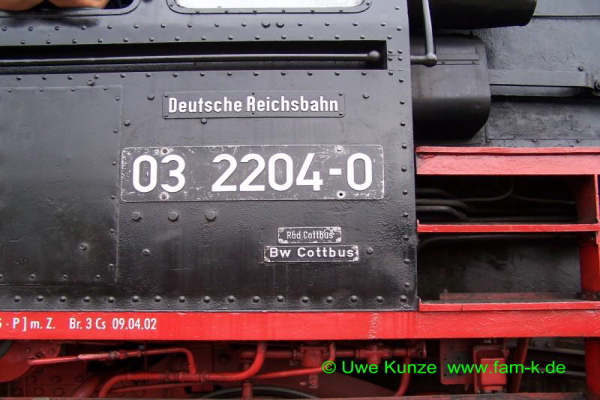 Deutsche Reichsbahn
03 2204-0
Rbd Cottbus
Bw Cottbus
- P ] m. Z. Br. 3 Cs 09.04.02
© Uwe Kunze www.fam-k.de